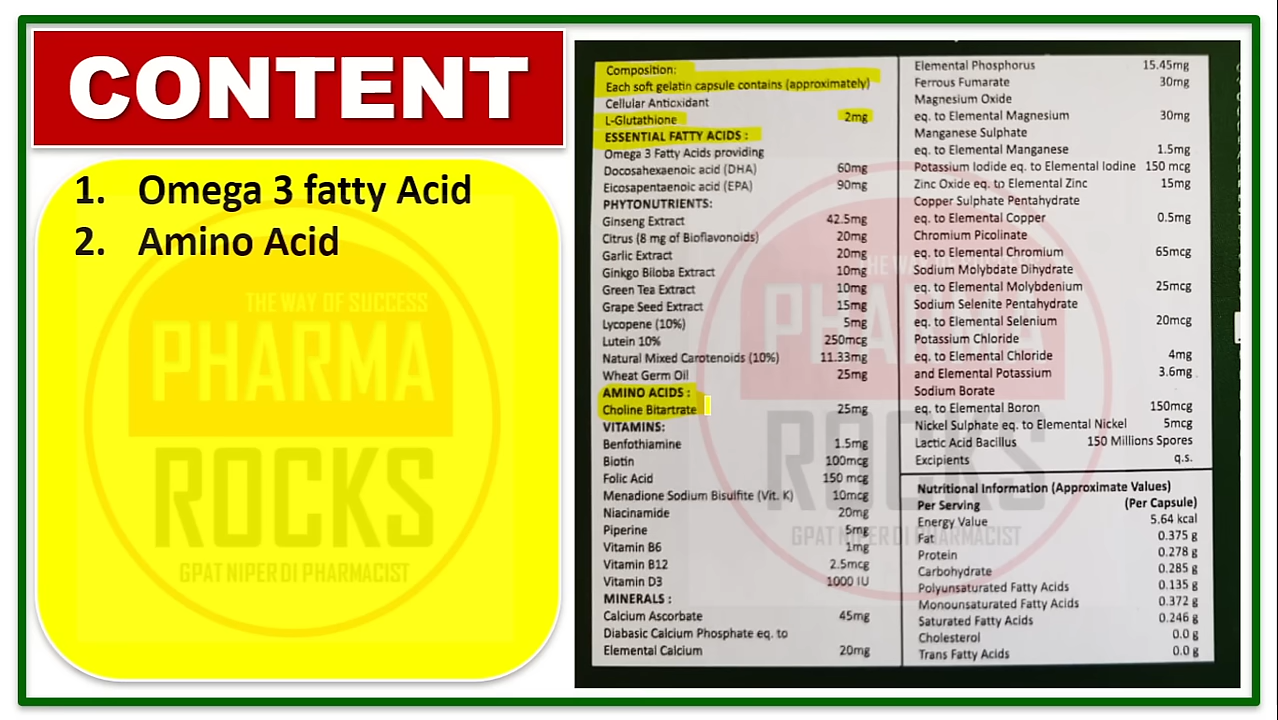 CONTENT
1. Omega 3 fatty Acid
2. Amino Acid
THE WAY OF SUCCESS
PHARMA
ROCKS
GPAT NIPER DI PHARMACIST
Composition:
Each soft gelatin capsule contains (approximately)
Cellular Antioxidant
L-Glutathione 2mg
ESSENTIAL FATTY ACIDS :
Omega 3 Fatty Acids providing
Docosahexaenoic acid (DHA) 60mg
Eicosapentaenoic acid (EPA) 90mg
PHYTONUTRIENTS:
Ginseng Extract 42.5mg
Citrus (8 mg of Bioflavonoids) 20mg
Garlic Extract 20mg
Ginkgo Biloba Extract 10mg
Green Tea Extract 10mg
Grape Seed Extract 15mg
Lycopene (10%) 5mg
Lutein 10% 250mcg
Natural Mixed Carotenoids (10%) 11.33mg
Wheat Germ Oil 25mg
AMINO ACIDS :
Choline Bitartrate 25mg
VITAMINS:
Benfothiamine 1.5mg
Biotin 100mcg
Folic Acid 150 mcg
Menadione Sodium Bisulfite (Vit. K) 10mcg
Niacinamide 20mg
Piperine 5mg
Vitamin B6 1mg
Vitamin B12 2.5mcg
Vitamin D3 1000 IU
MINERALS :
Calcium Ascorbate 45mg
Diabasic Calcium Phosphate eq. to
Elemental Calcium 20mg
Elemental Phosphorus 15.45mg
Ferrous Fumarate 30mg
Magnesium Oxide
eq. to Elemental Magnesium 30mg
Manganese Sulphate
eq. to Elemental Manganese 1.5mg
Potassium Iodide eq. to Elemental Iodine 150 mcg
Zinc Oxide eq. to Elemental Zinc 15mg
Copper Sulphate Pentahydrate
eq. to Elemental Copper 0.5mg
Chromium Picolinate
eq. to Elemental Chromium 65mcg
Sodium Molybdate Dihydrate
eq. to Elemental Molybdenium 25mcg
Sodium Selenite Pentahydrate
eq. to Elemental Selenium 20mcg
Potassium Chloride
eq. to Elemental Chloride 4mg
and Elemental Potassium 3.6mg
Sodium Borate
eq. to Elemental Boron 150mcg
Nickel Sulphate eq. to Elemental Nickel 5mcg
Lactic Acid Bacillus 150 Millions Spores
Excipients q.s.
Nutritional Information (Approximate Values)
Per Serving (Per Capsule)
Energy Value 5.64 kcal
Fat 0.375 g
Protein 0.278 g
Carbohydrate 0.285 g
Polyunsaturated Fatty Acids 0.135 g
Monounsaturated Fatty Acids 0.372 g
Saturated Fatty Acids 0.246 g
Cholesterol 0.0 g
Trans Fatty Acids 0.0 g
PHARMA
ROCKS
GPAT NIPER DI PHARMACIST